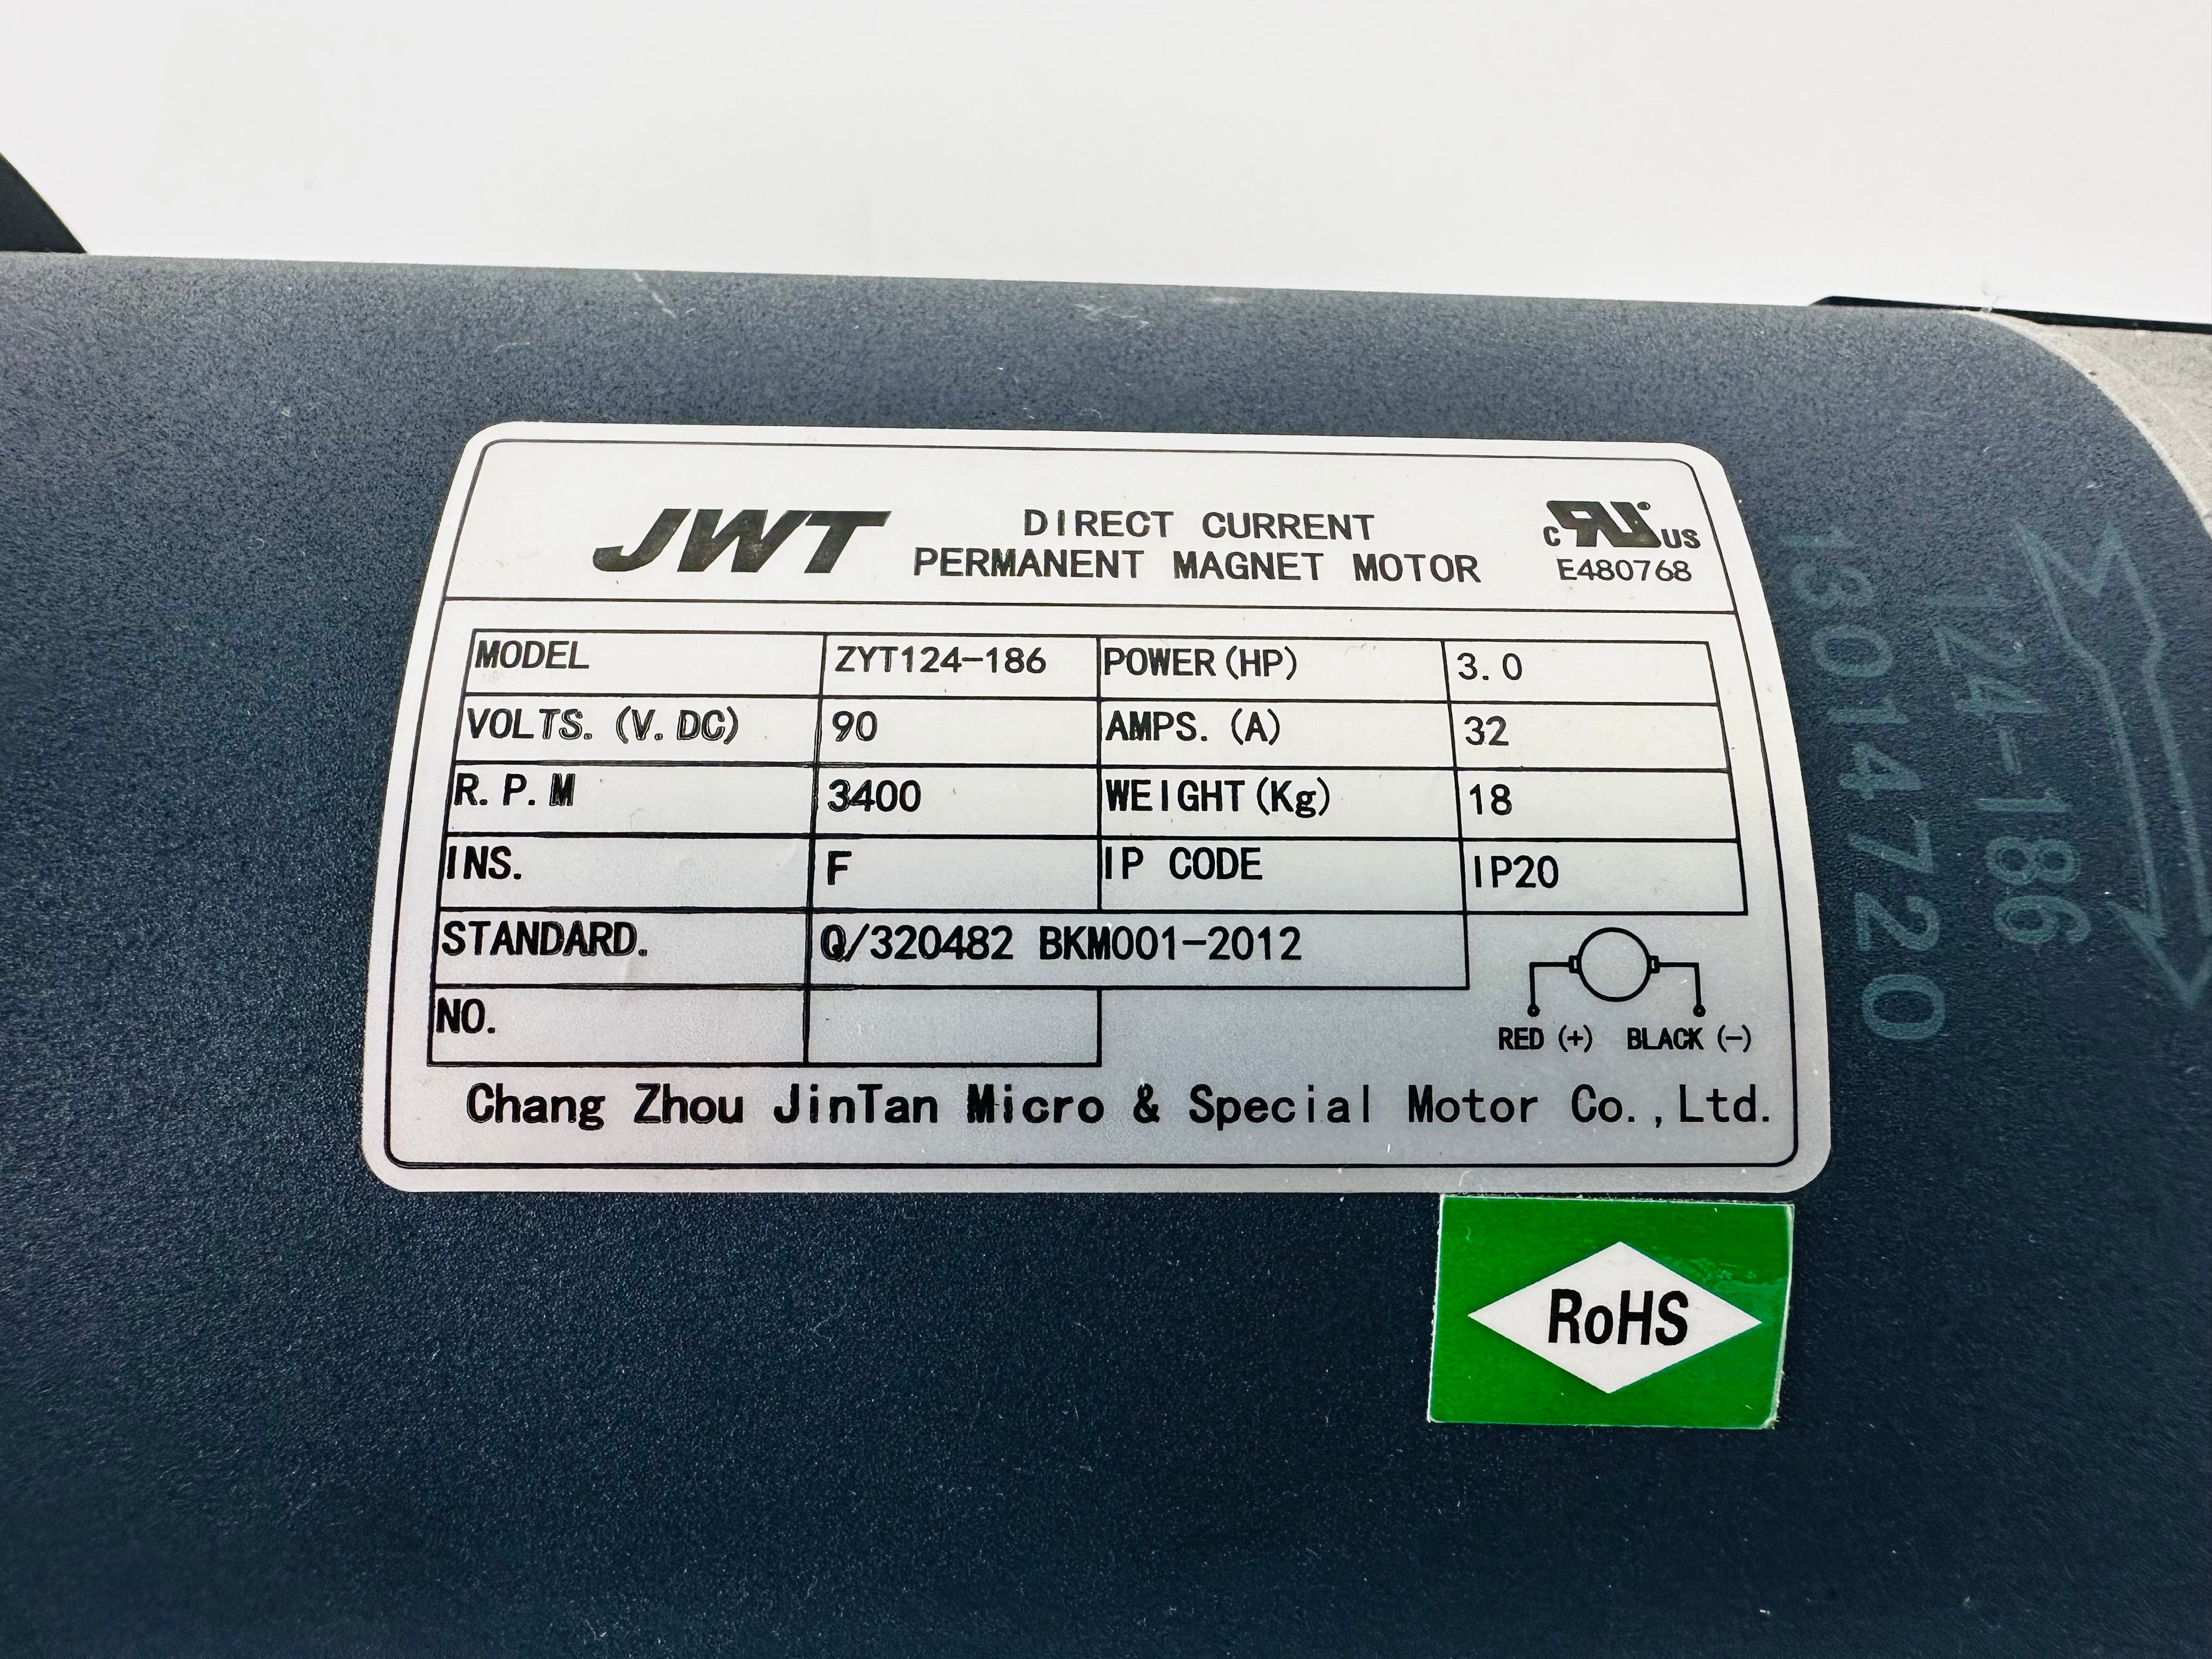 JWT
DIRECT CURRENT
PERMANENT MAGNET MOTOR
c RU US
E480768
MODEL ZYT124-186 POWER(HP) 3.0
VOLTS. (V.DC) 90 AMPS. (A) 32
R.P.M 3400 WEIGHT(Kg) 18
INS. F IP CODE IP20
STANDARD. Q/320482 BKM001-2012
NO.
RED (+) BLACK (-)
Chang Zhou JinTan Micro & Special Motor Co.,Ltd.
RoHS
124-186
13014720